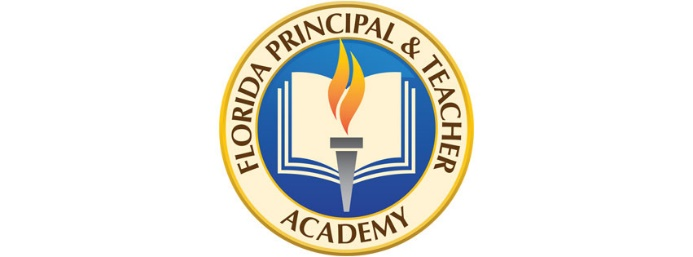 FLORIDA PRINCIPAL & TEACHER
ACADEMY